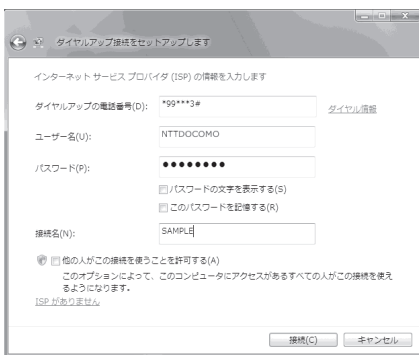 ダイヤルアップ接続をセットアップします
インターネット サービス プロバイダ (ISP) の情報を入力します
ダイヤルアップの電話番号(D): *99***3# ダイヤル情報
ユーザー名(U): NTTDOCOMO
パスワード(P): ●●●●●●●●
パスワードの文字を表示する(S)
このパスワードを記憶する(R)
接続名(N): SAMPLE
他の人がこの接続を使うことを許可する(A)
このオプションによって、このコンピュータにアクセスがあるすべての人がこの接続を使え
るようになります。
ISP がありません
接続(C) キャンセル